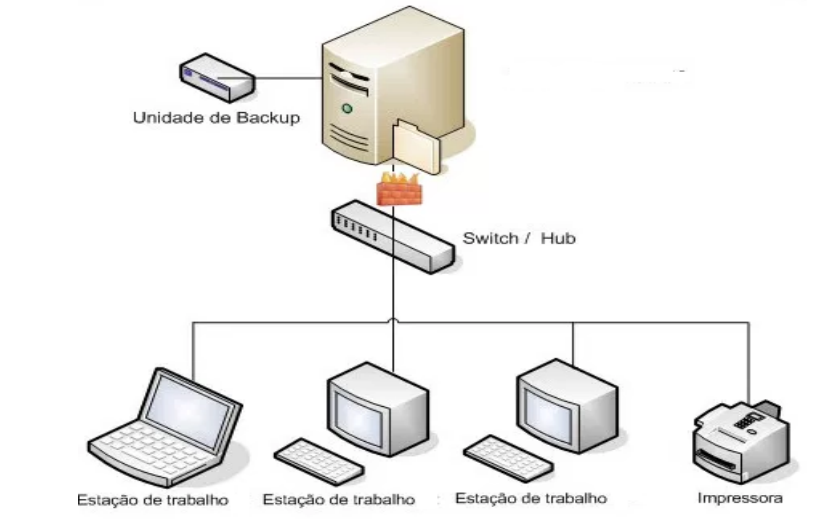 Unidade de Backup
Switch / Hub
Estação de trabalho
Estação de trabalho
Estação de trabalho
Impressora